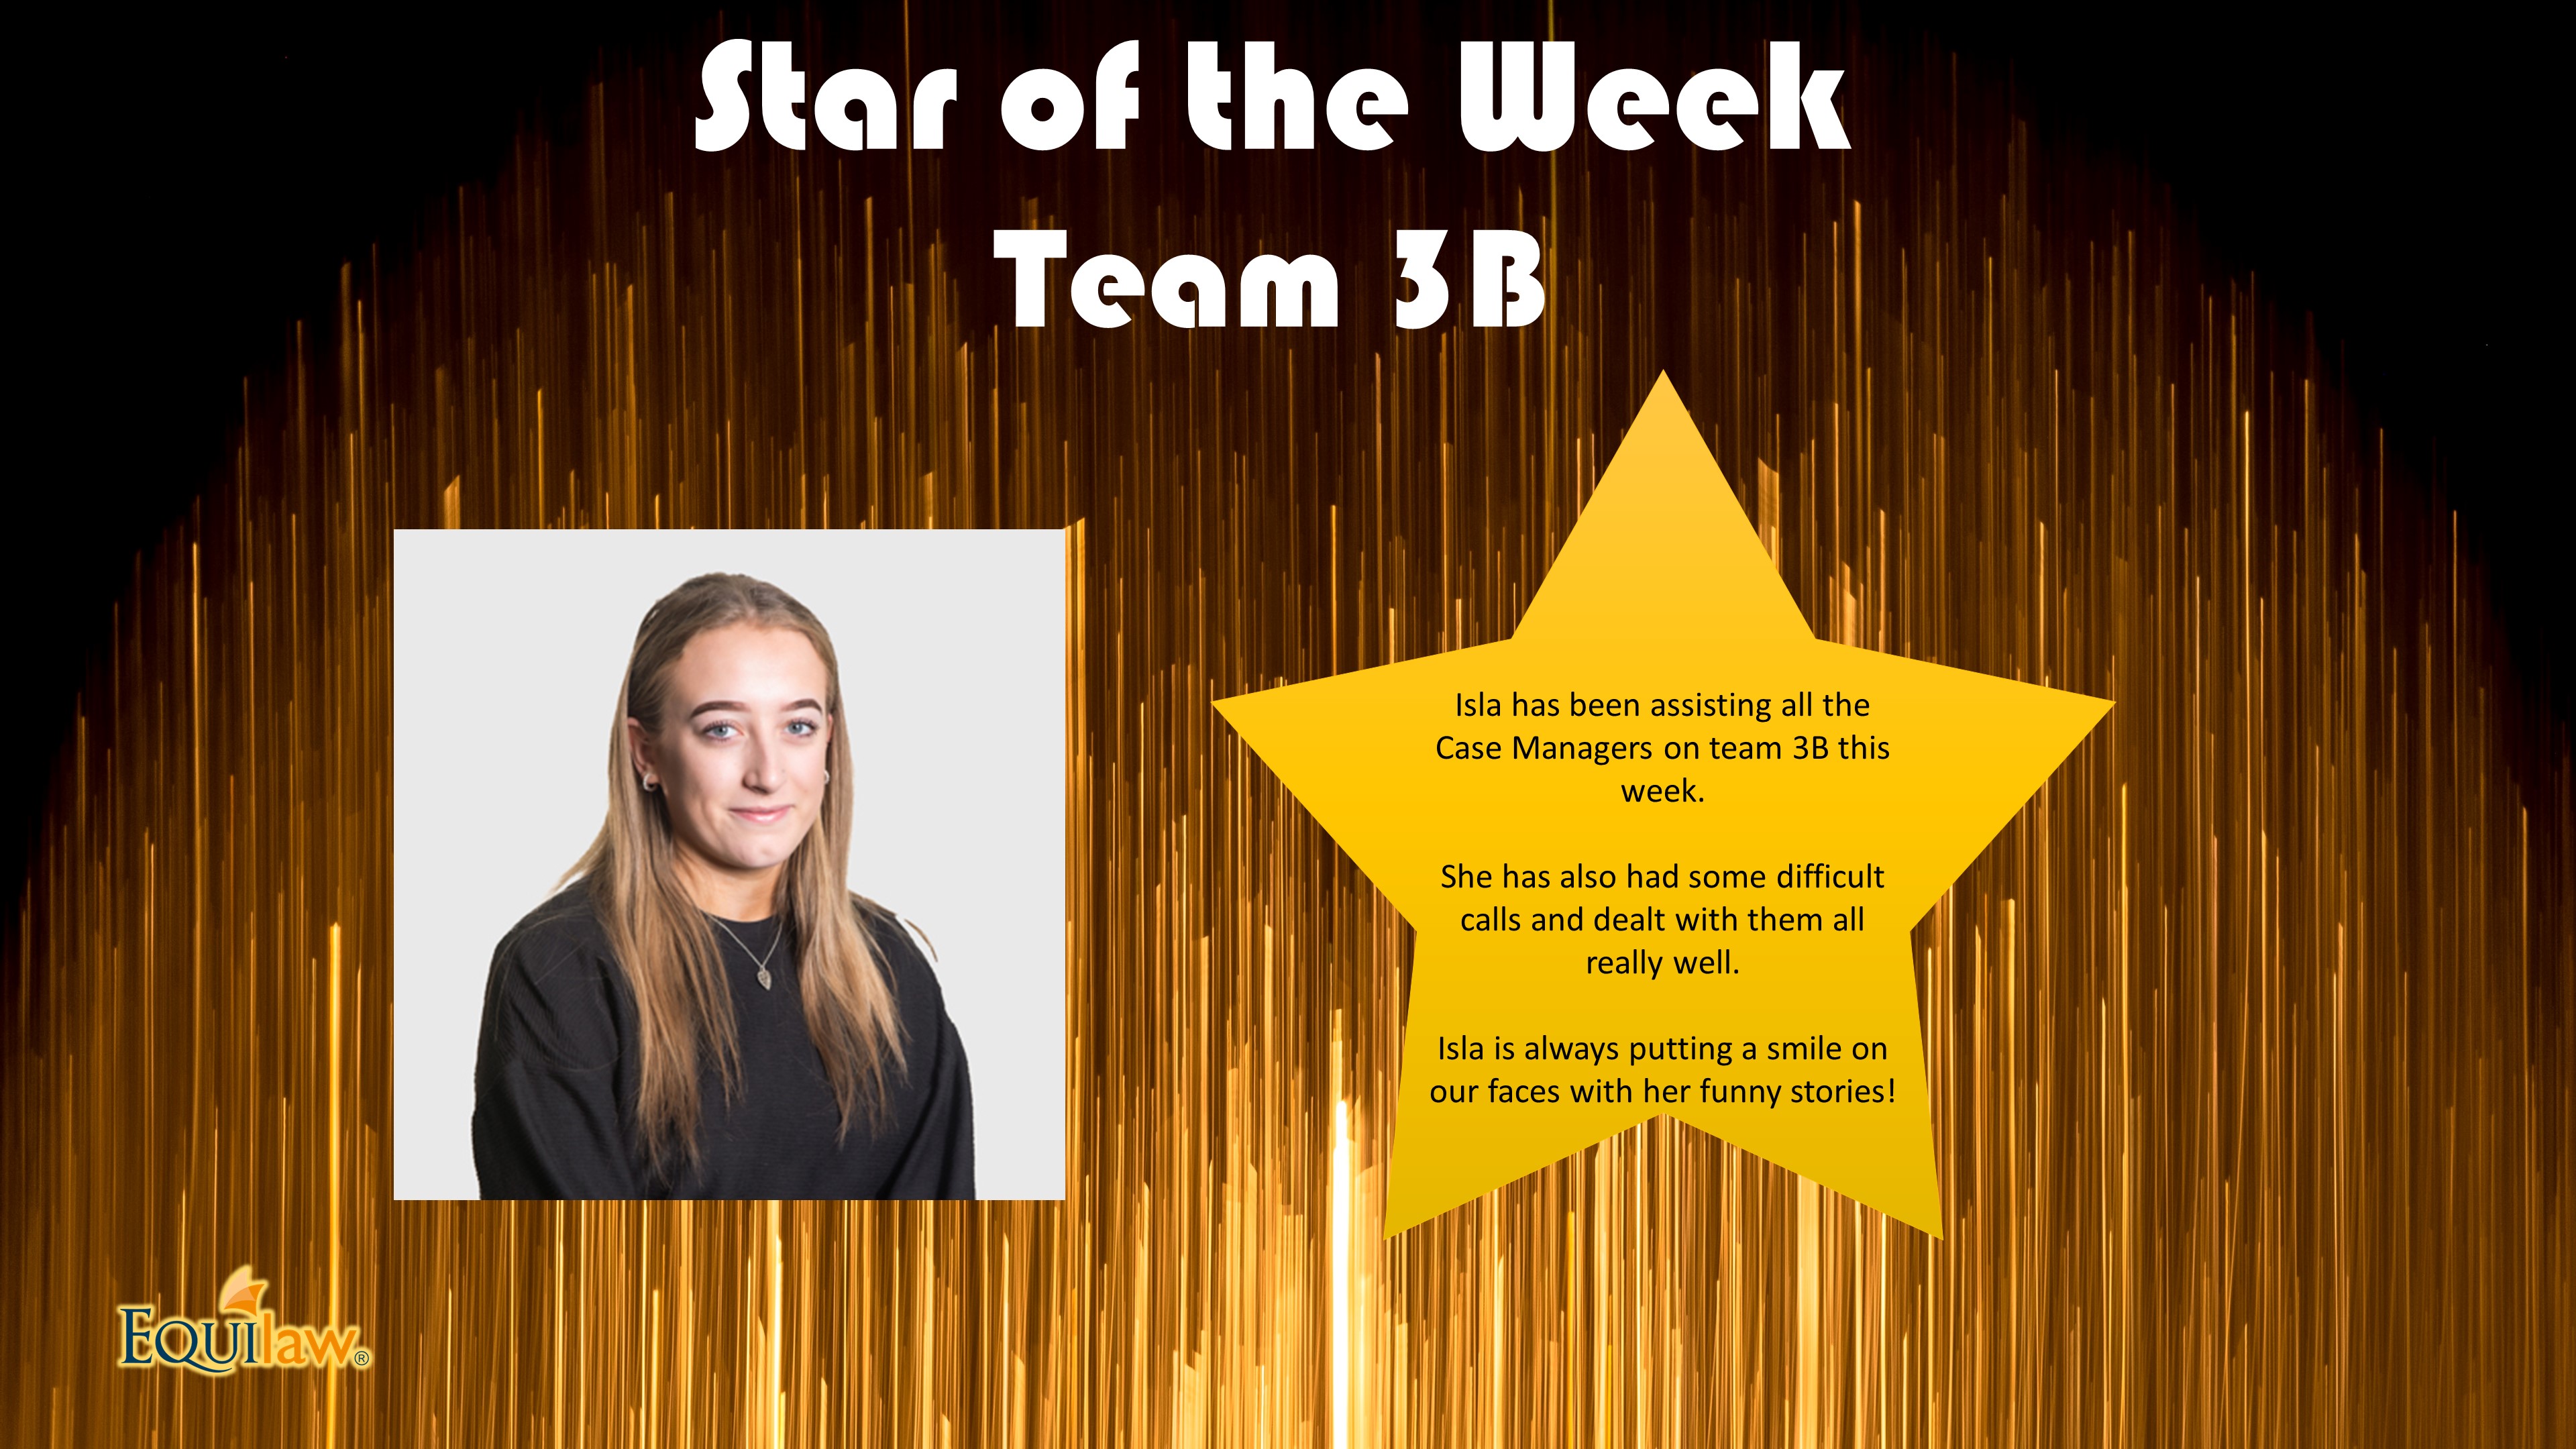 Star of the Week
Team 3B
Isla has been assisting all the
Case Managers on team 3B this
week.
She has also had some difficult
calls and dealt with them all
really well.
Isla is always putting a smile on
our faces with her funny stories!
EQUIlaw®